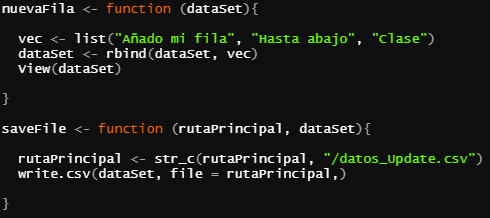 nuevaFila <- function (dataSet){
vec <- list("Añado mi fila", "Hasta abajo", "Clase")
dataSet <- rbind(dataSet, vec)
View(dataSet)
}
saveFile <- function (rutaPrincipal, dataSet){
rutaPrincipal <- str_c(rutaPrincipal, "/datos_Update.csv")
write.csv(dataSet, file = rutaPrincipal,)
}